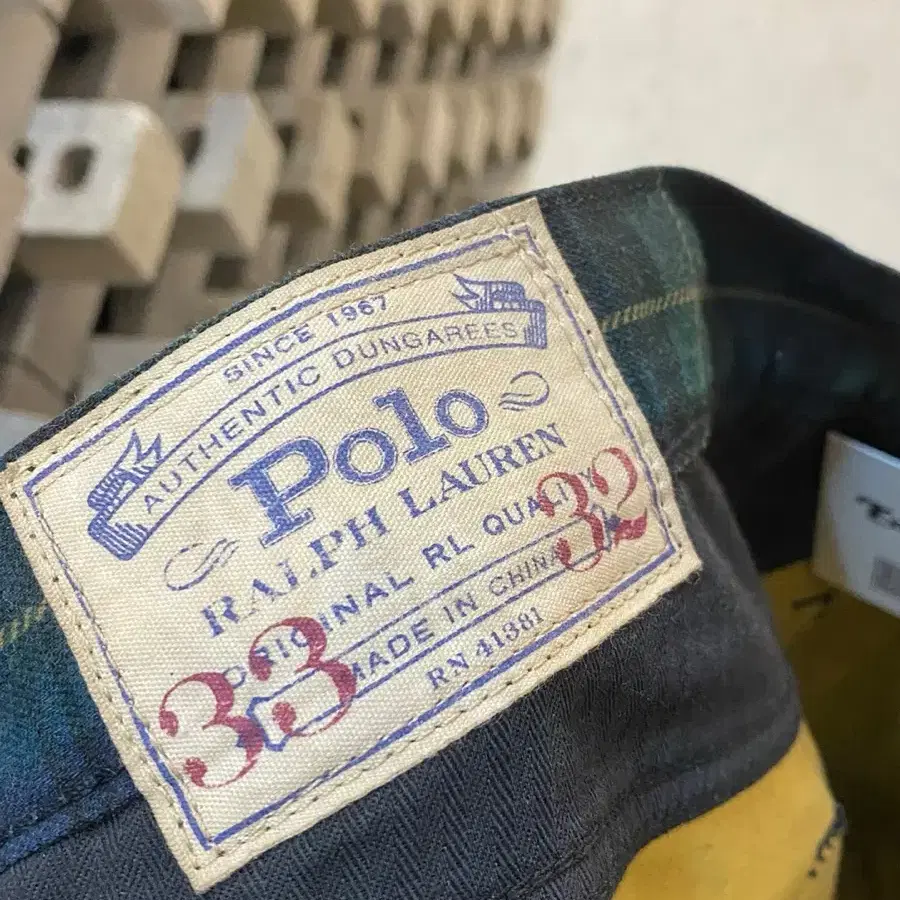 SINCE 1967
AUTHENTIC DUNGAREES
Polo
RALPH LAUREN
ORIGINAL RL QUALITY
MADE IN CHINA
RN 41381
33
32